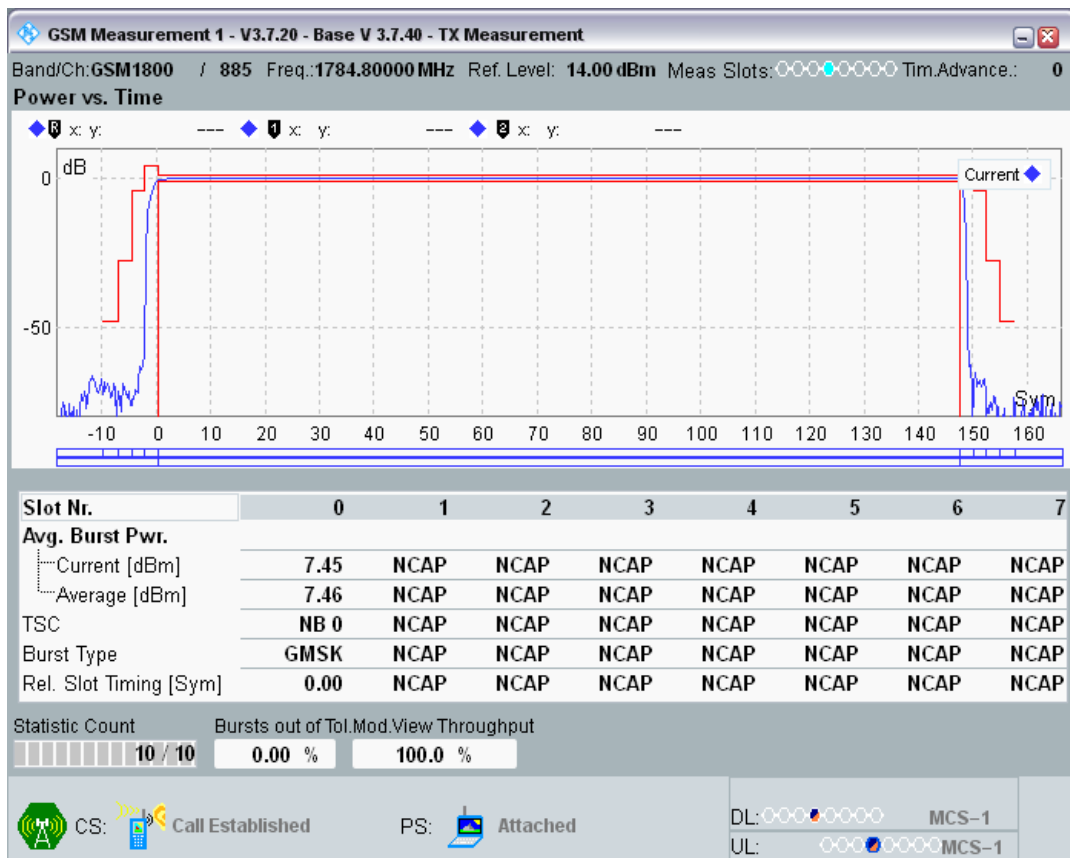 GSM Measurement 1 - V3.7.20 - Base V 3.7.40 - TX Measurement
Band/Ch:GSM1800 / 885 Freq.:1784.80000 MHz Ref. Level: 14.00 dBm Meas Slots: Tim.Advance.: 0
Power vs. Time
R x: y: --- 1 x: y: --- 2 x: y: ---
dB
Current
0
-50
Sym
-10 0 10 20 30 40 50 60 70 80 90 100 110 120 130 140 150 160
Slot Nr. 0 1 2 3 4 5 6 7
Avg. Burst Pwr.
Current [dBm] 7.45 NCAP NCAP NCAP NCAP NCAP NCAP NCAP
Average [dBm] 7.46 NCAP NCAP NCAP NCAP NCAP NCAP NCAP
TSC NB 0 NCAP NCAP NCAP NCAP NCAP NCAP NCAP
Burst Type GMSK NCAP NCAP NCAP NCAP NCAP NCAP NCAP
Rel. Slot Timing [Sym] 0.00 NCAP NCAP NCAP NCAP NCAP NCAP NCAP
Statistic Count Bursts out of Tol. Mod.View Throughput
10 / 10 0.00 % 100.0 %
CS: Call Established PS: Attached
DL: MCS-1
UL: MCS-1